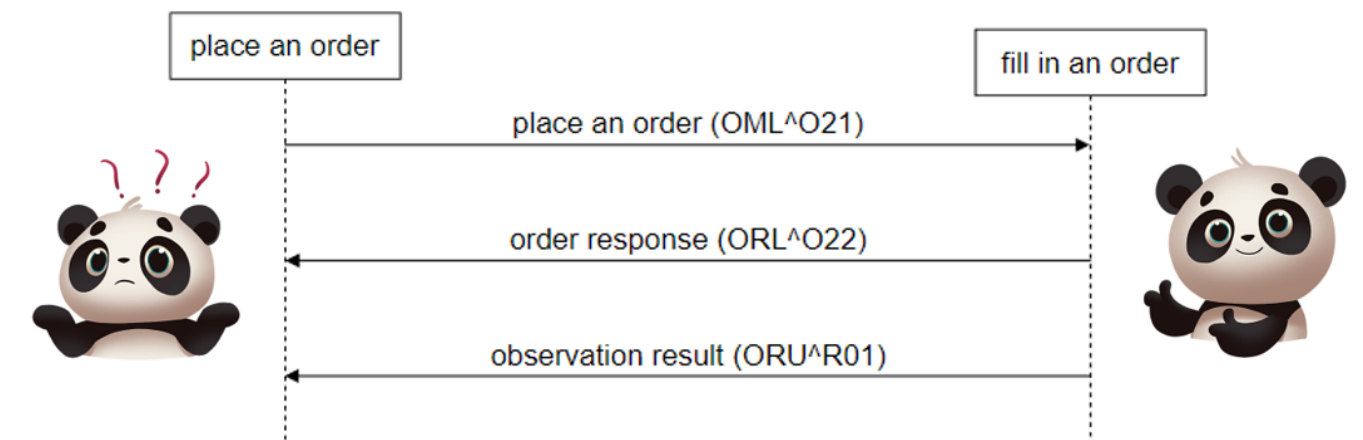 place an order
fill in an order
place an order (OML^O21)
order response (ORL^O22)
observation result (ORU^R01)
? ? ?